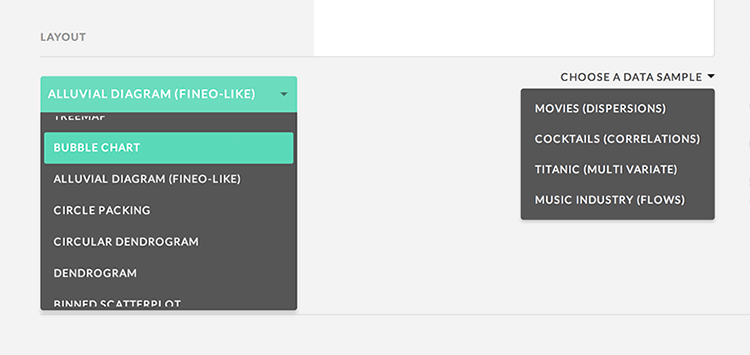 LAYOUT
CHOOSE A DATA SAMPLE
ALLUVIAL DIAGRAM (FINEO-LIKE)
TREEMAP
BUBBLE CHART
ALLUVIAL DIAGRAM (FINEO-LIKE)
CIRCLE PACKING
CIRCULAR DENDROGRAM
DENDROGRAM
BINNED SCATTERPLOT
MOVIES (DISPERSIONS)
COCKTAILS (CORRELATIONS)
TITANIC (MULTI VARIATE)
MUSIC INDUSTRY (FLOWS)